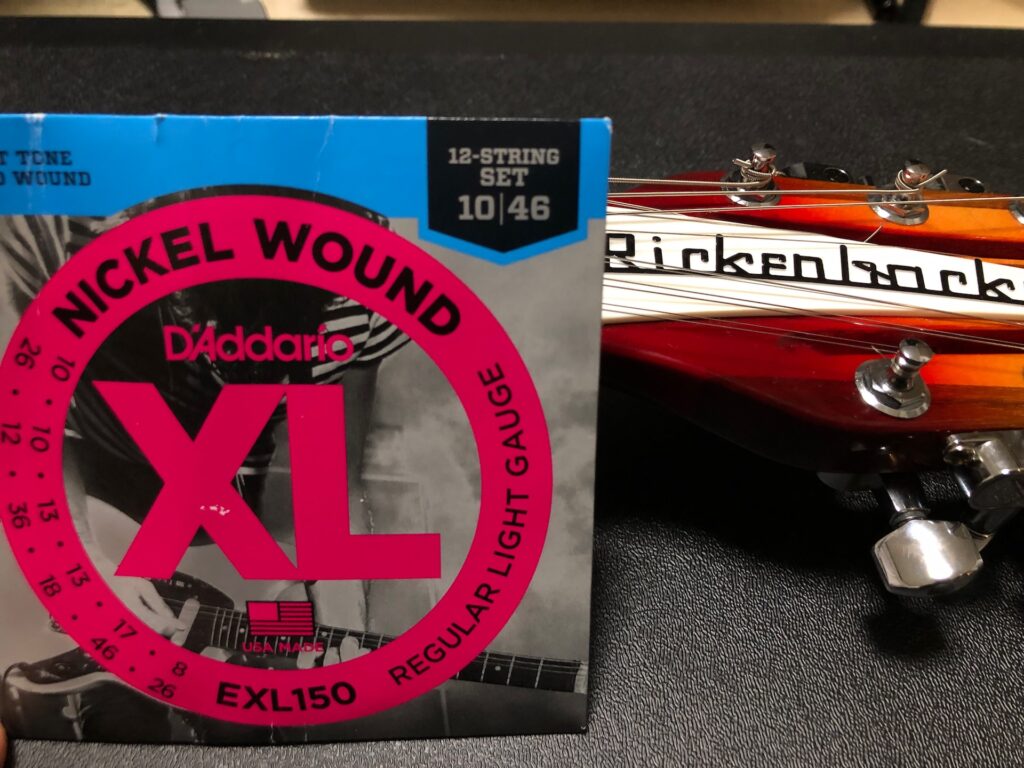 T TONE
D WOUND
12-STRING
SET
10|46
NICKEL WOUND
D'Addario
XL
USA MADE
REGULAR LIGHT GAUGE
EXL150
10 · 10 · 13 · 13 · 17 · 8
26 · 12 · 36 · 18 · 46 · 26
Rickenback